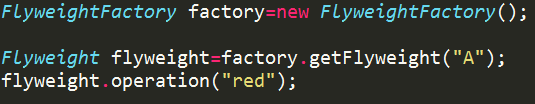 FlyweightFactory factory=new FlyweightFactory();
Flyweight flyweight=factory.getFlyweight("A");
flyweight.operation("red");